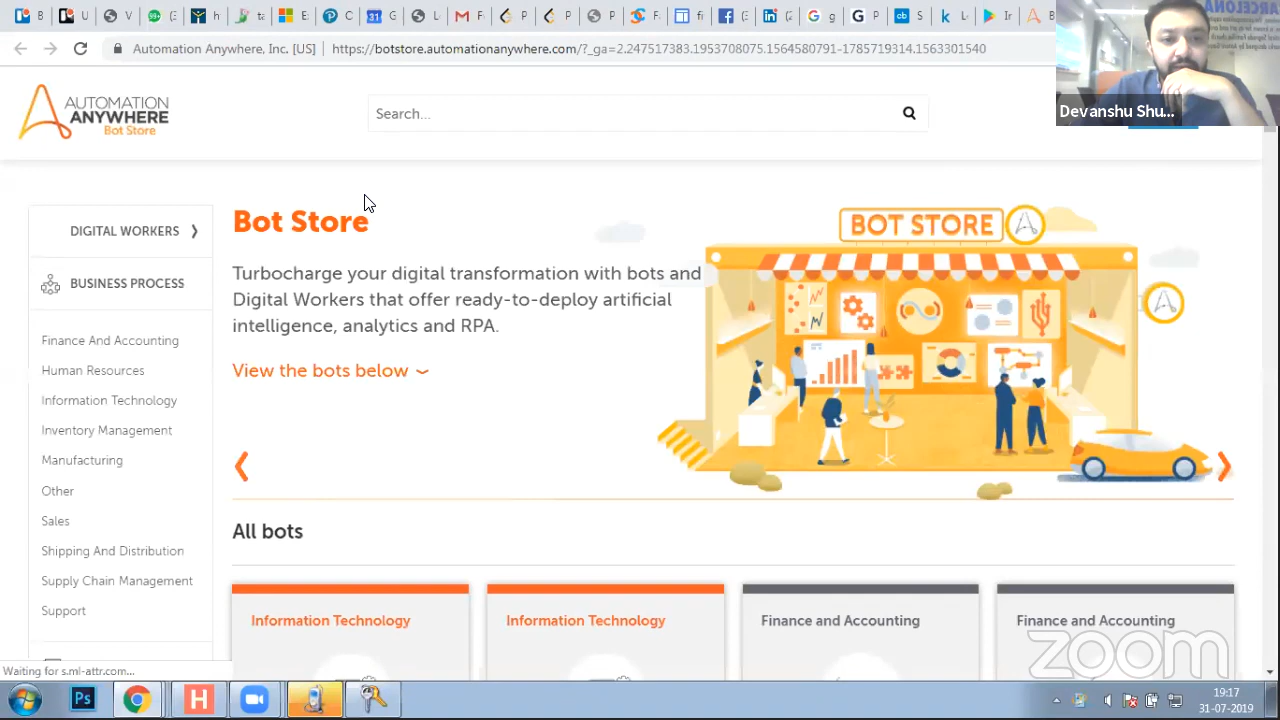 Automation Anywhere, Inc. [US] | https://botstore.automationanywhere.com/?_ga=2.247517383.1953708075.1564580791-1785719314.1563301540
Devanshu Shu...
AUTOMATION
ANYWHERE
Bot Store
Search...
DIGITAL WORKERS
BUSINESS PROCESS
Finance And Accounting
Human Resources
Information Technology
Inventory Management
Manufacturing
Other
Sales
Shipping And Distribution
Supply Chain Management
Support
Bot Store
Turbocharge your digital transformation with bots and
Digital Workers that offer ready-to-deploy artificial
intelligence, analytics and RPA.
View the bots below
BOT STORE
All bots
Information Technology
Information Technology
Finance and Accounting
Finance and Accounting
zoom
Waiting for s.ml-attr.com...
Ps
H
19:17
31-07-2019